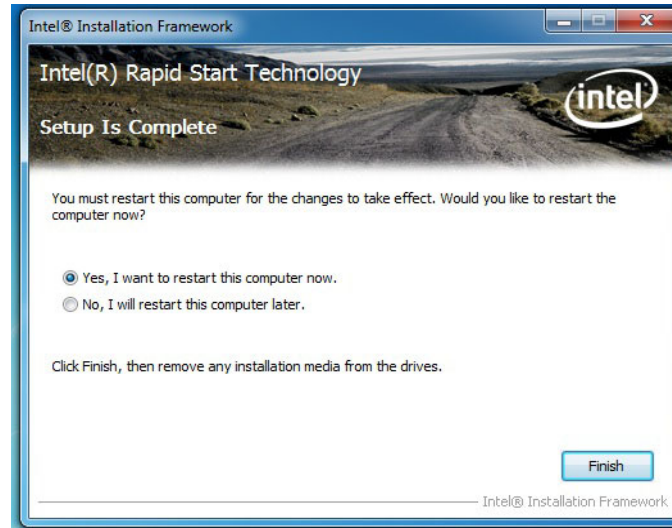 Intel® Installation Framework
Intel(R) Rapid Start Technology
intel
Setup Is Complete
You must restart this computer for the changes to take effect. Would you like to restart the
computer now?
Yes, I want to restart this computer now.
No, I will restart this computer later.
Click Finish, then remove any installation media from the drives.
Finish
Intel® Installation Framework